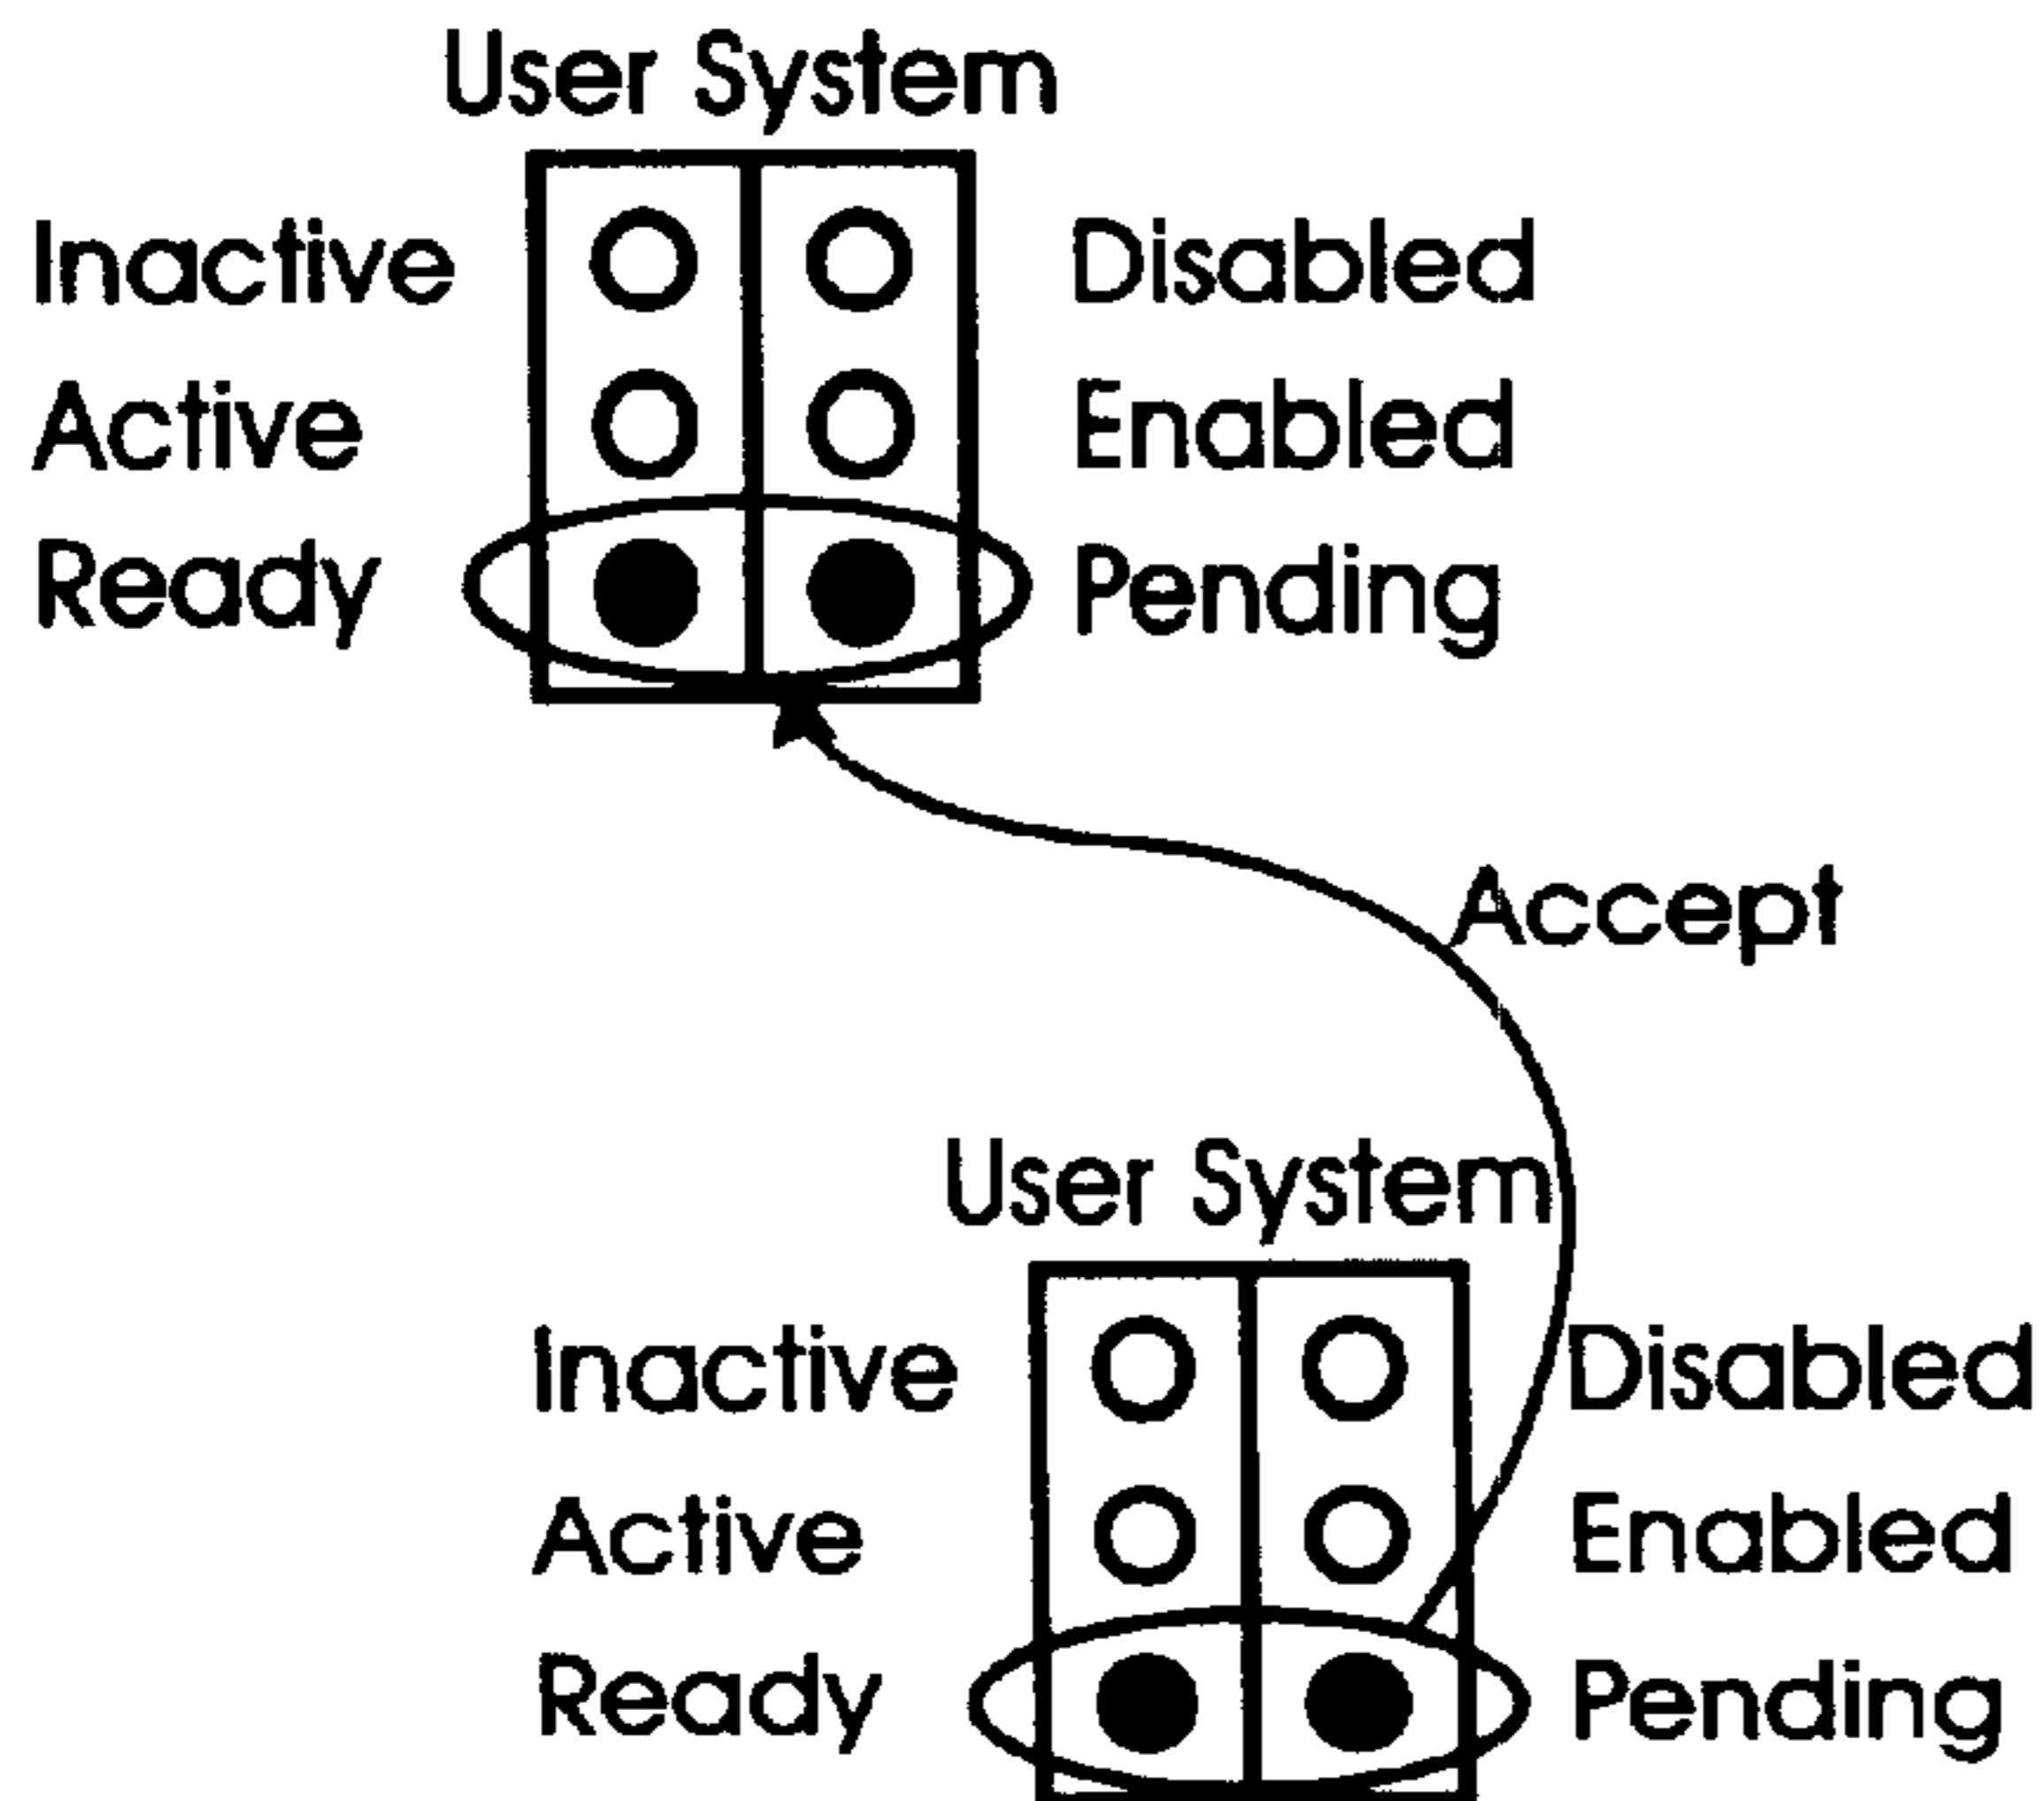 User System
Inactive Disabled
Active Enabled
Ready Pending
Accept
User System
Inactive Disabled
Active Enabled
Ready Pending